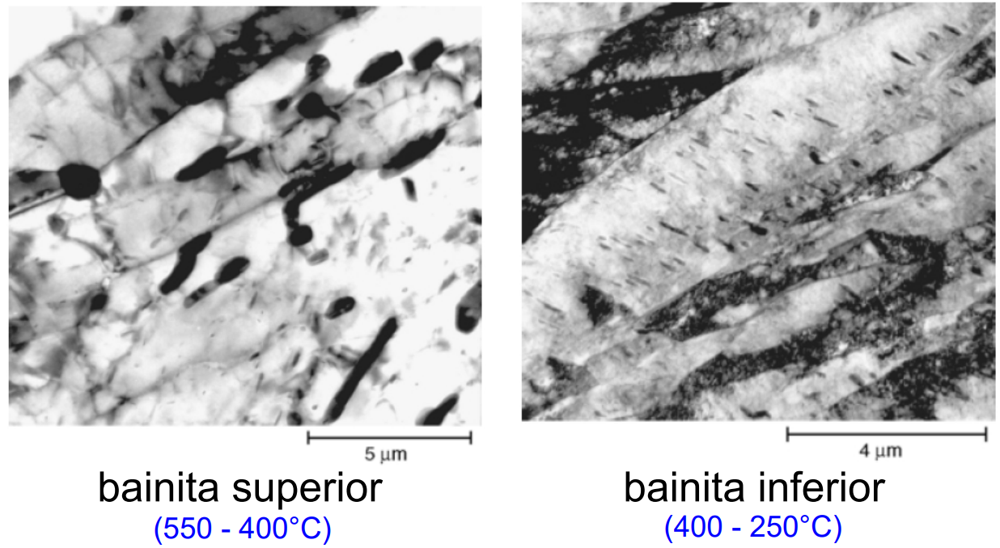 5 μm
4 μm
bainita superior
bainita inferior
(550 - 400°C)
(400 - 250°C)